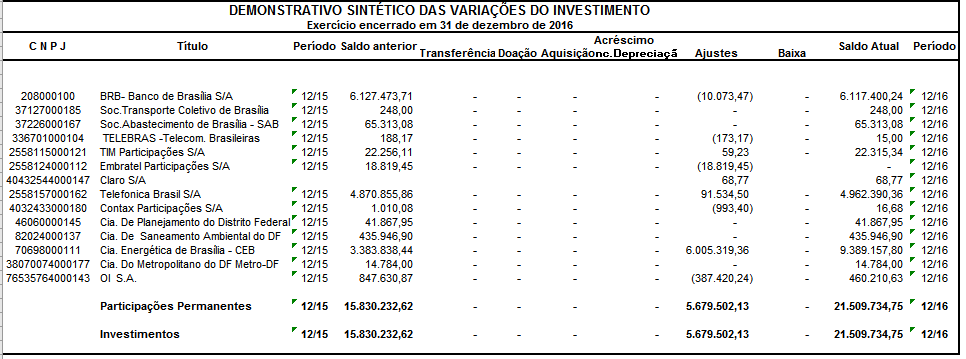 DEMONSTRATIVO SINTÉTICO DAS VARIAÇÕES DO INVESTIMENTO
Exercício encerrado em 31 de dezembro de 2016
C N P J Título Período Saldo anterior Transferência Doação Aquisição Acréscimo nc.Depreciaçã Ajustes Baixa Saldo Atual Período
208000100 BRB- Banco de Brasília S/A 12/15 6.127.473,71 - - - - (10.073,47) - 6.117.400,24 12/16
37127000185 Soc.Transporte Coletivo de Brasília 12/15 248,00 - - - - - - 248,00 12/16
37226000167 Soc.Abastecimento de Brasília - SAB 12/15 65.313,08 - - - - - - 65.313,08 12/16
336701000104 TELEBRAS -Telecom. Brasileiras 12/15 188,17 - - - - (173,17) - 15,00 12/16
2558115000121 TIM Participações S/A 12/15 22.256,11 - - - - 59,23 - 22.315,34 12/16
2558124000112 Embratel Participações S/A 12/15 18.819,45 - - - - (18.819,45) - 12/16
40432544000147 Claro S/A 68,77 68,77 12/16
2558157000162 Telefonica Brasil S/A 12/15 4.870.855,86 - - - - 91.534,50 - 4.962.390,36 12/16
4032433000180 Contax Participações S/A 12/15 1.010,08 - - - - (993,40) - 16,68 12/16
46060000145 Cia. De Planejamento do Distrito Federal 12/15 41.867,95 - - - - - - 41.867,95 12/16
82024000137 Cia. De Saneamento Ambiental do DF 12/15 435.946,90 - - - - - - 435.946,90 12/16
70698000111 Cia. Energética de Brasília - CEB 12/15 3.383.838,44 - - - - 6.005.319,36 - 9.389.157,80 12/16
38070074000177 Cia. Do Metropolitano do DF Metro-DF 12/15 14.784,00 - - - - - - 14.784,00 12/16
76535764000143 OI S.A. 12/15 847.630,87 - - - - (387.420,24) - 460.210,63 12/16
Participações Permanentes 12/15 15.830.232,62 - - - - 5.679.502,13 - 21.509.734,75 12/16
Investimentos 12/15 15.830.232,62 - - - - 5.679.502,13 - 21.509.734,75 12/16